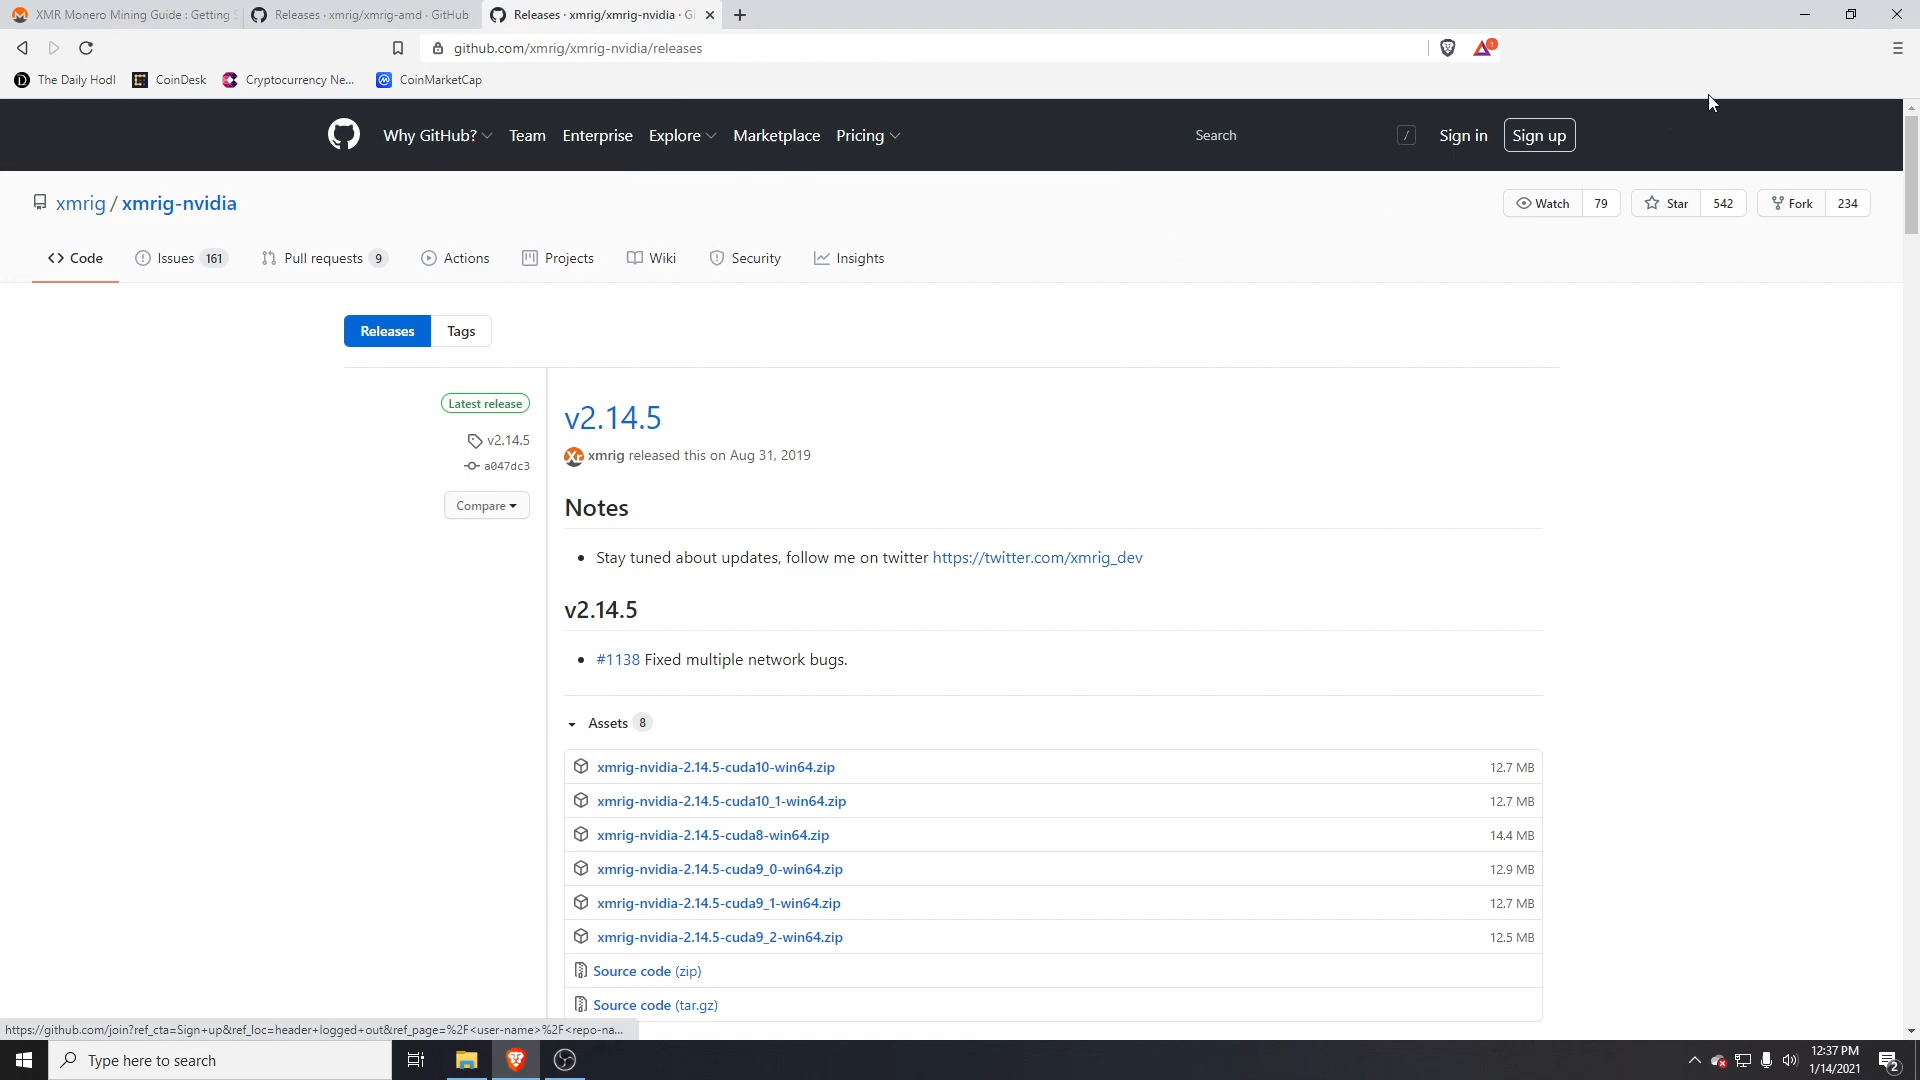 XMR Monero Mining Guide : Getting S
Releases · xmrig/xmrig-amd · GitHub
Releases · xmrig/xmrig-nvidia · Gi
github.com/xmrig/xmrig-nvidia/releases
1
The Daily Hodl
CoinDesk
Cryptocurrency Ne...
CoinMarketCap
Why GitHub?
Team
Enterprise
Explore
Marketplace
Pricing
Search
/
Sign in
Sign up
xmrig / xmrig-nvidia
Watch 79
Star 542
Fork 234
Code
Issues 161
Pull requests 9
Actions
Projects
Wiki
Security
Insights
Releases
Tags
Latest release
v2.14.5
a047dc3
Compare
v2.14.5
Xr xmrig released this on Aug 31, 2019
Notes
• Stay tuned about updates, follow me on twitter https://twitter.com/xmrig_dev
v2.14.5
• #1138 Fixed multiple network bugs.
Assets 8
xmrig-nvidia-2.14.5-cuda10-win64.zip 12.7 MB
xmrig-nvidia-2.14.5-cuda10_1-win64.zip 12.7 MB
xmrig-nvidia-2.14.5-cuda8-win64.zip 14.4 MB
xmrig-nvidia-2.14.5-cuda9_0-win64.zip 12.9 MB
xmrig-nvidia-2.14.5-cuda9_1-win64.zip 12.7 MB
xmrig-nvidia-2.14.5-cuda9_2-win64.zip 12.5 MB
Source code (zip)
Source code (tar.gz)
https://github.com/join?ref_cta=Sign+up&ref_loc=header+logged+out&ref_page=%2F<user-name>%2F<repo-na...
Type here to search
12:37 PM
1/14/2021
2